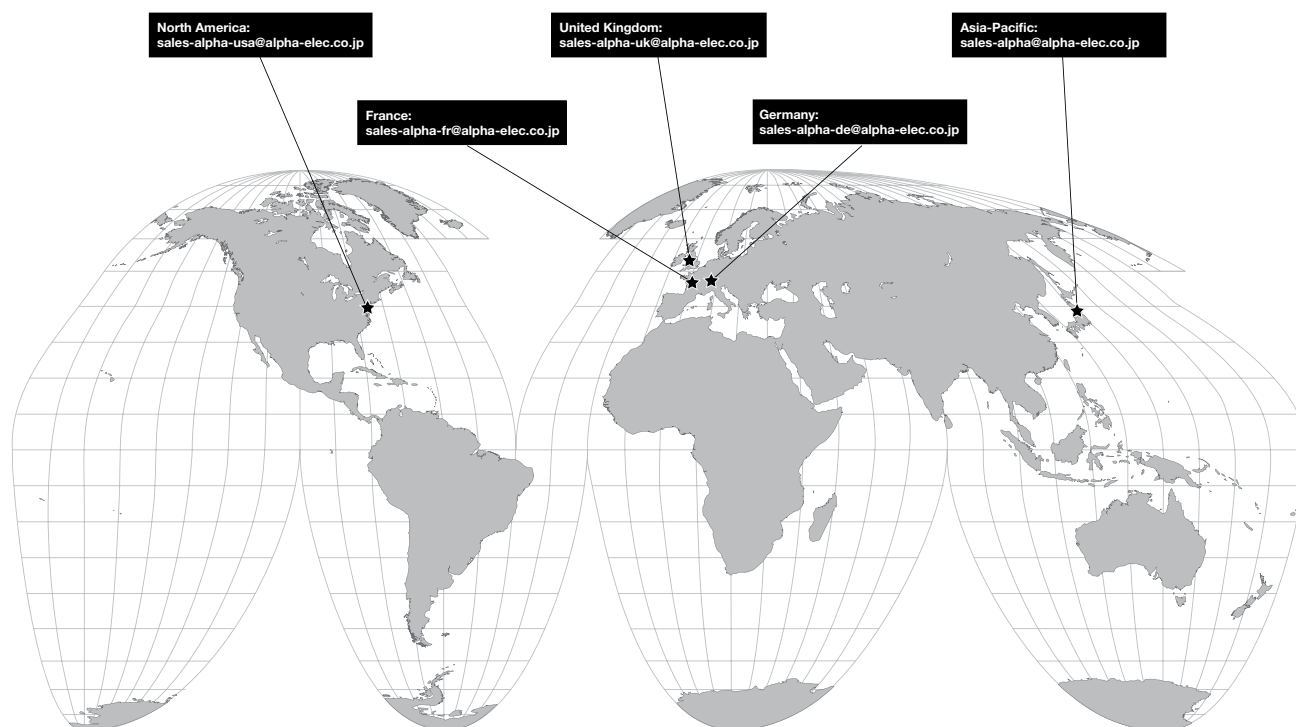 North America:
sales-alpha-usa@alpha-elec.co.jp
United Kingdom:
sales-alpha-uk@alpha-elec.co.jp
Asia-Pacific:
sales-alpha@alpha-elec.co.jp
France:
sales-alpha-fr@alpha-elec.co.jp
Germany:
sales-alpha-de@alpha-elec.co.jp